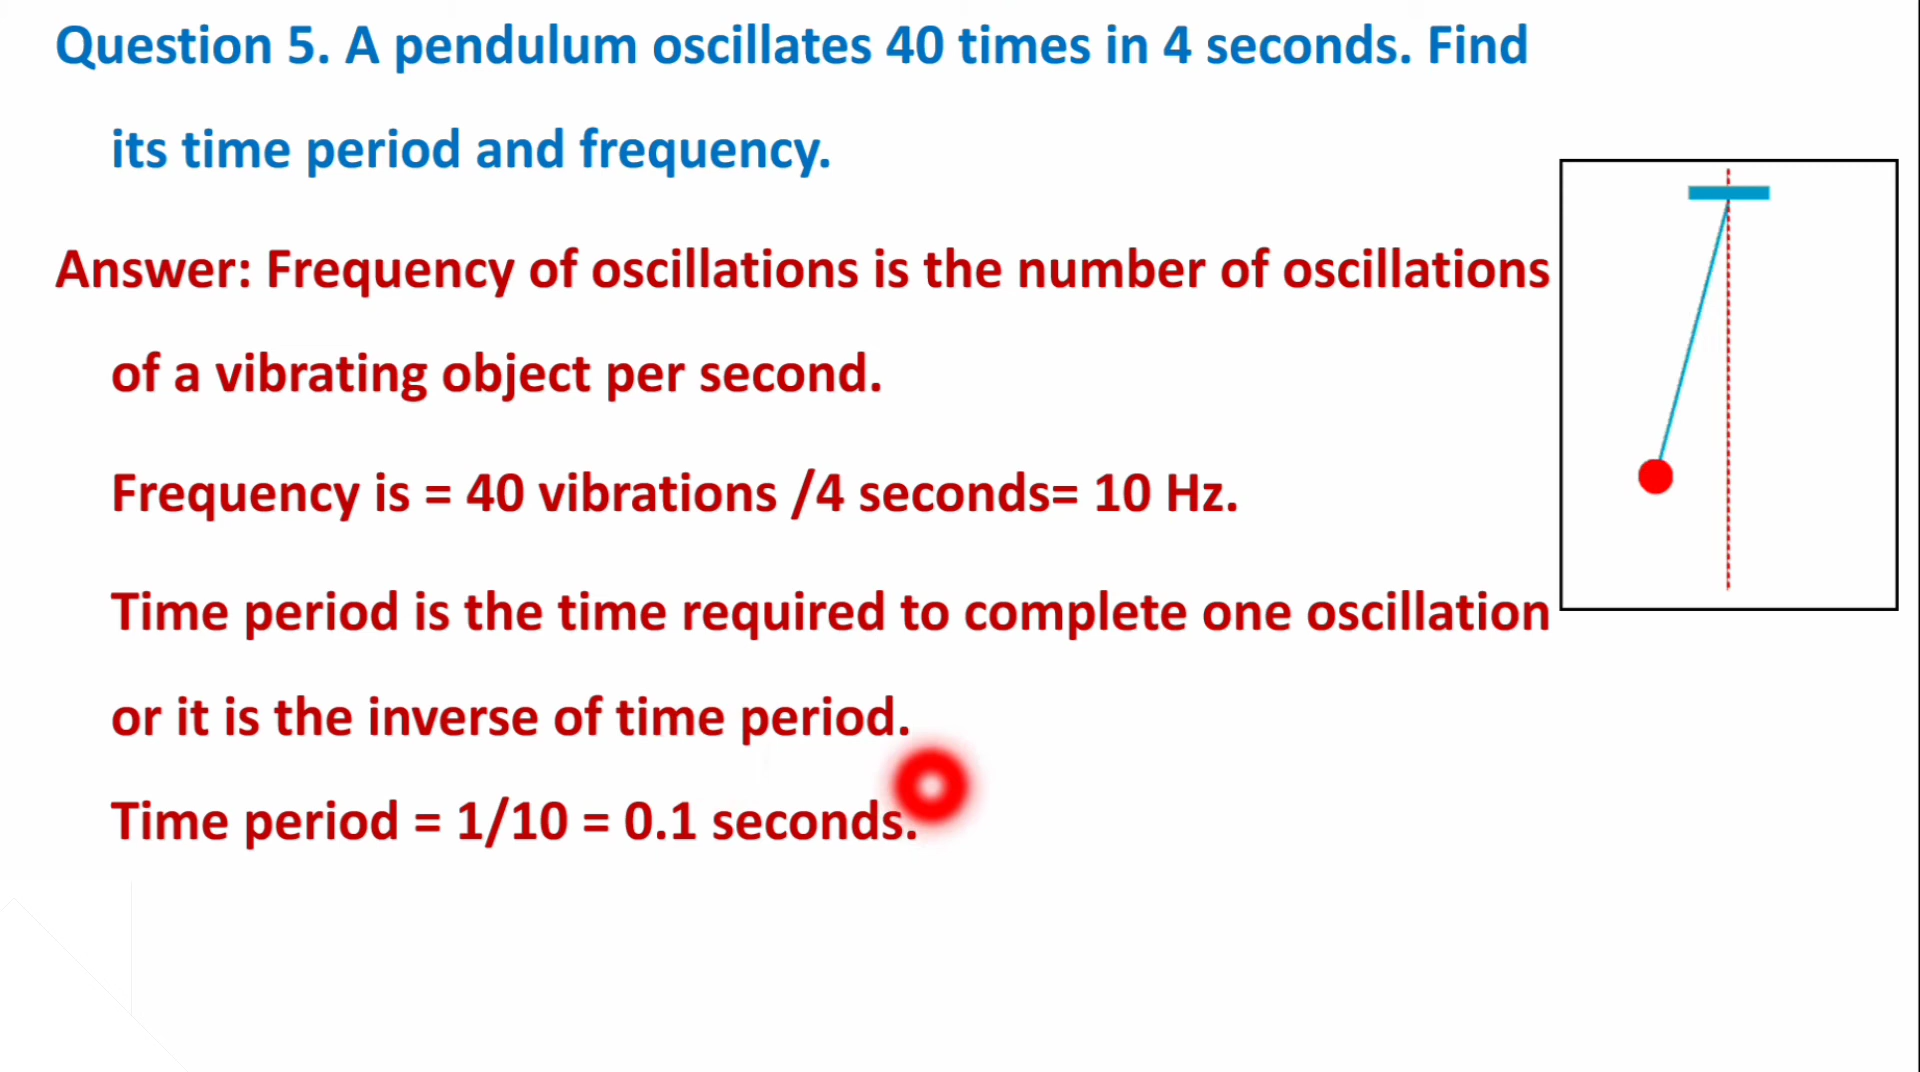 Question 5. A pendulum oscillates 40 times in 4 seconds. Find
its time period and frequency.
Answer: Frequency of oscillations is the number of oscillations
of a vibrating object per second.
Frequency is = 40 vibrations /4 seconds= 10 Hz.
Time period is the time required to complete one oscillation
or it is the inverse of time period.
Time period = 1/10 = 0.1 seconds.